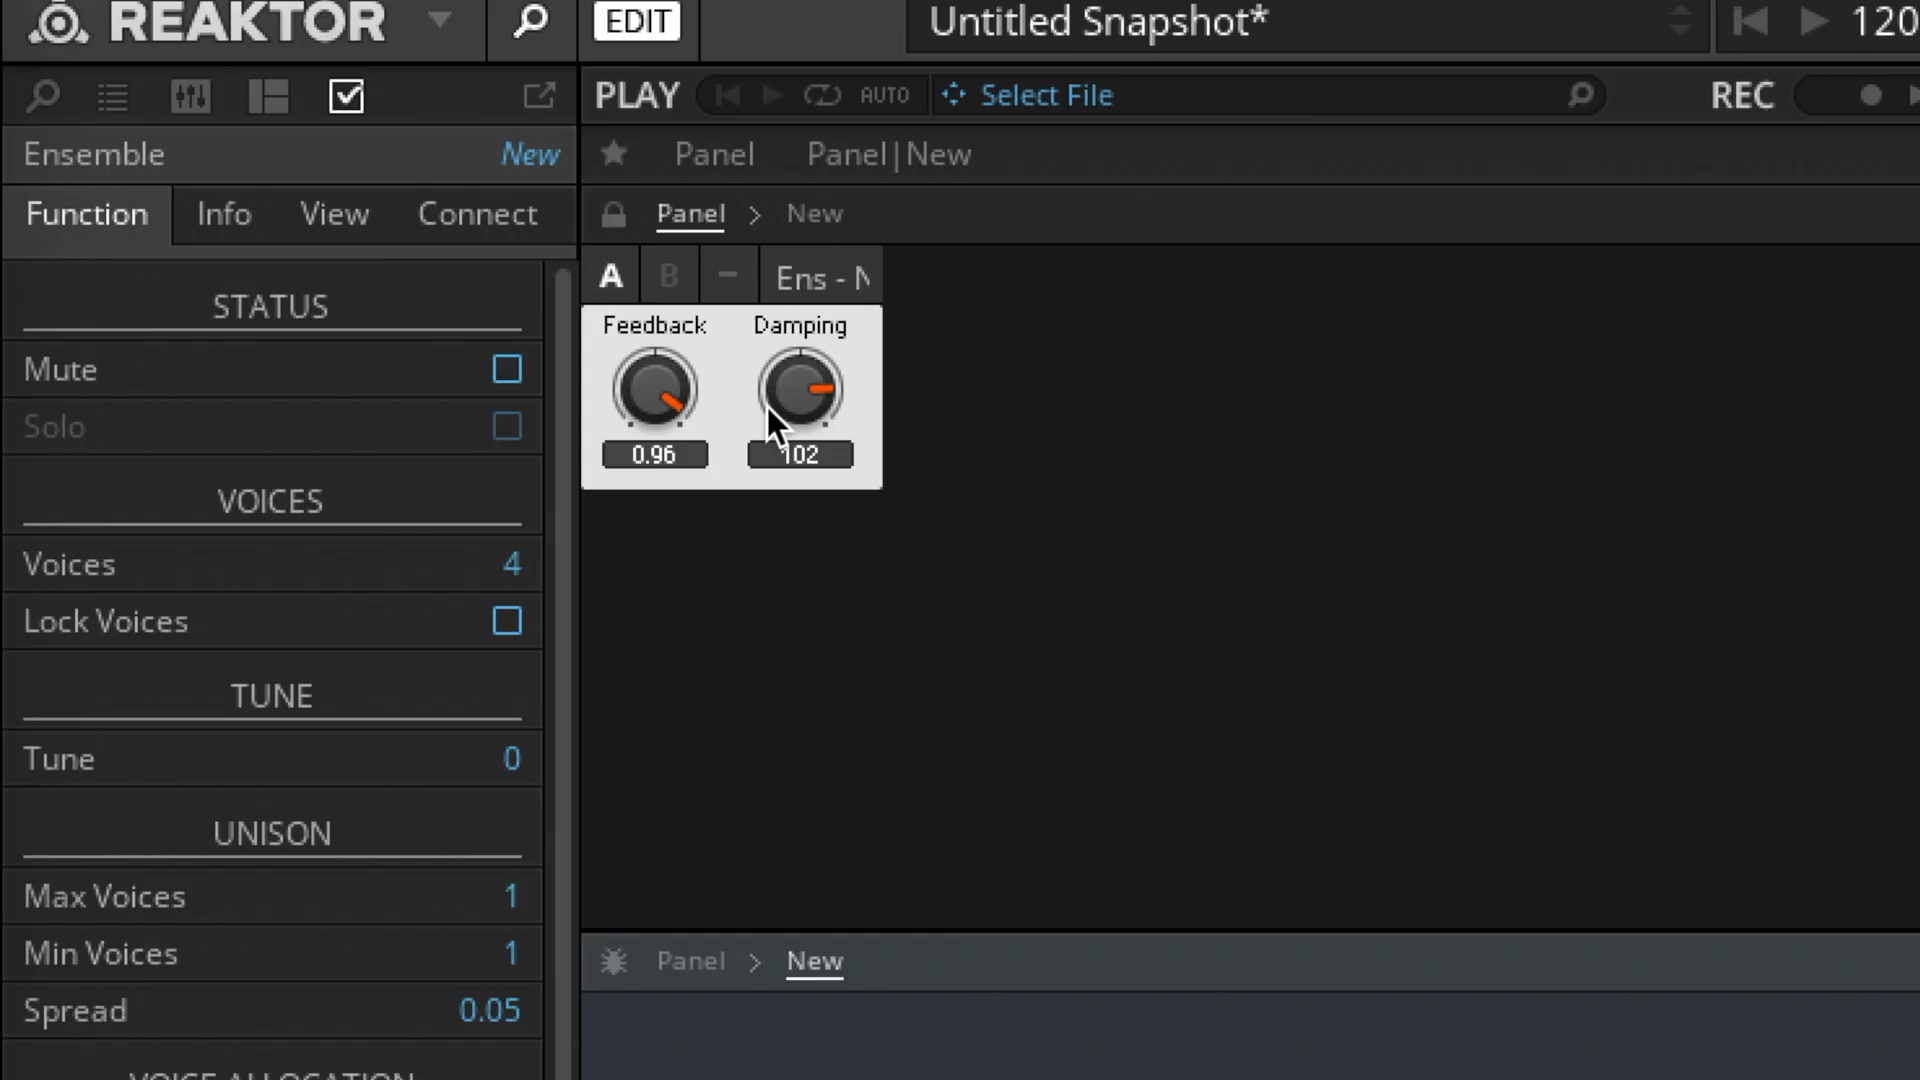 REAKTOR
EDIT
Untitled Snapshot*
120
PLAY
AUTO
Select File
REC
Ensemble
New
Panel
Panel|New
Function
Info
View
Connect
Panel > New
A
B
Ens - N
Feedback
Damping
0.96
102
STATUS
Mute
Solo
VOICES
Voices 4
Lock Voices
TUNE
Tune 0
UNISON
Max Voices 1
Min Voices 1
Spread 0.05
VOICE ALLOCATION
Panel > New